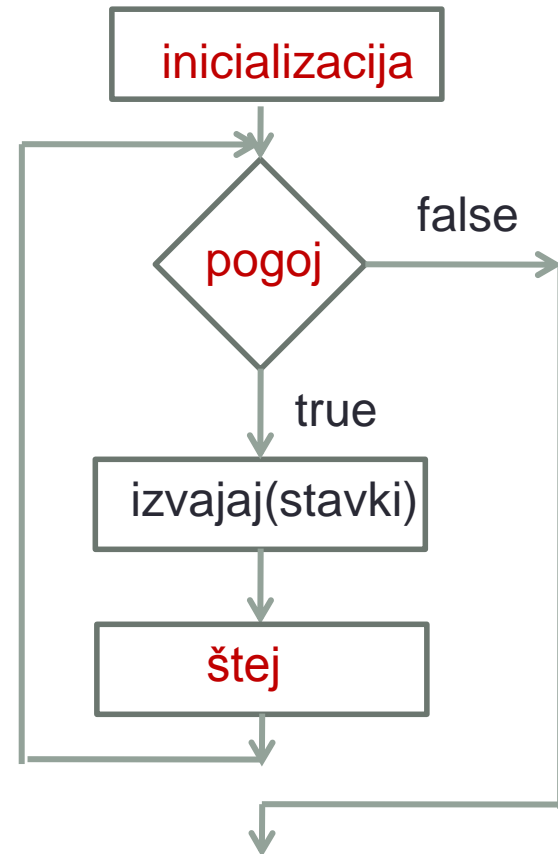 inicializacija
pogoj
false
true
izvajaj(stavki)
štej